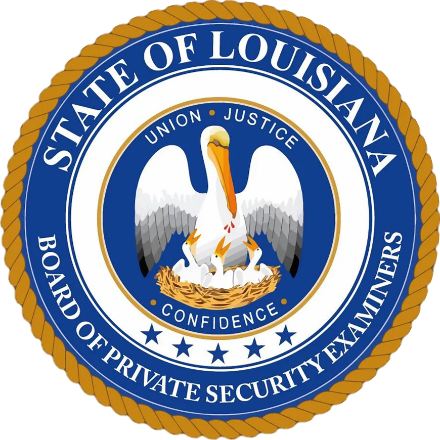 STATE OF LOUISIANA
UNION • JUSTICE
• CONFIDENCE •
BOARD OF PRIVATE SECURITY EXAMINERS